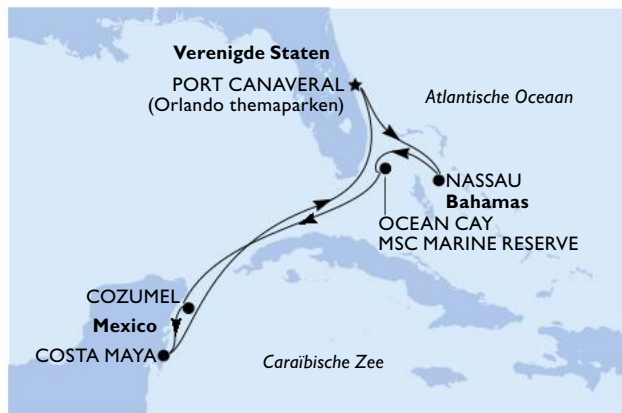 Verenigde Staten
PORT CANAVERAL
(Orlando themaparken)
Atlantische Oceaan
NASSAU
Bahamas
OCEAN CAY
MSC MARINE RESERVE
COZUMEL
Mexico
COSTA MAYA
Caraïbische Zee